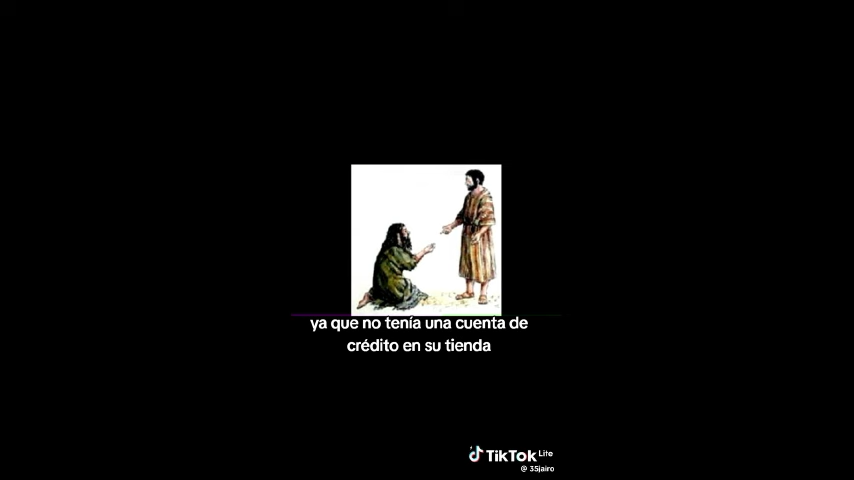 ya que no tenía una cuenta de
crédito en su tienda
TikTok Lite
@ 35jairo